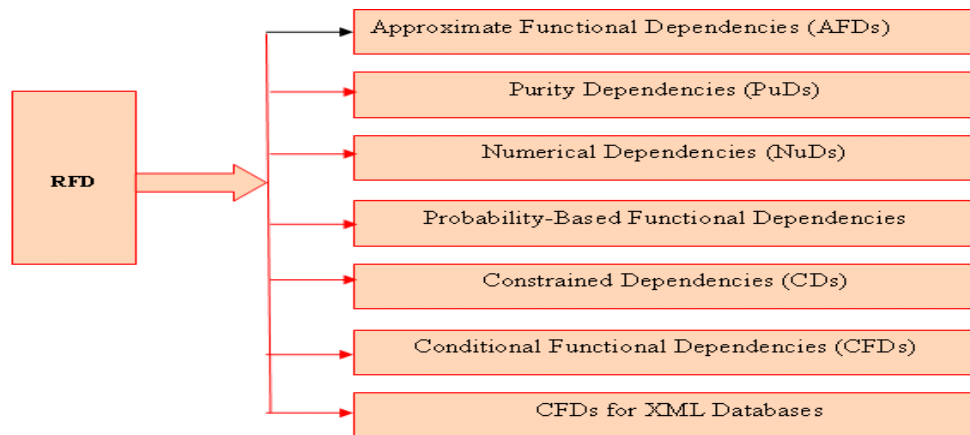 RFD
Approximate Functional Dependencies (AFDs)
Purity Dependencies (PuDs)
Numerical Dependencies (NuDs)
Probability-Based Functional Dependencies
Constrained Dependencies (CDs)
Conditional Functional Dependencies (CFDs)
CFDs for XML Databases